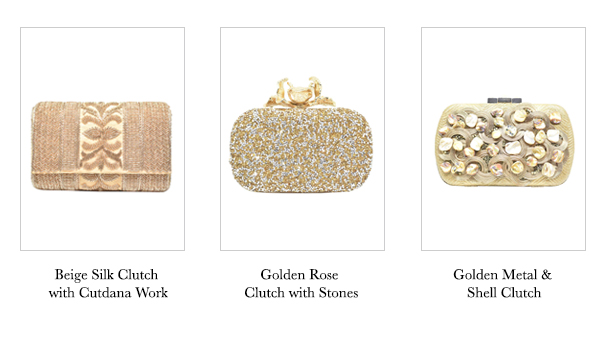 Beige Silk Clutch
with Cutdana Work
Golden Rose
Clutch with Stones
Golden Metal &
Shell Clutch